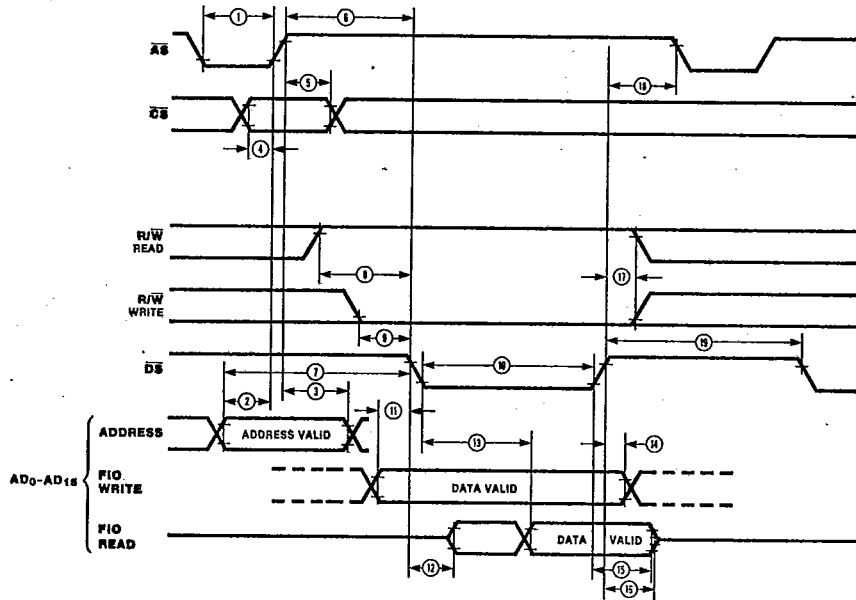 1 6
AS
5 18
CS
4
R/W
READ
8 17
R/W
WRITE
9 19
DS
7 10
2 3 11
ADDRESS ADDRESS VALID
13 14
AD0-AD15
FIO
WRITE DATA VALID
FIO
READ DATA VALID
12 15
16